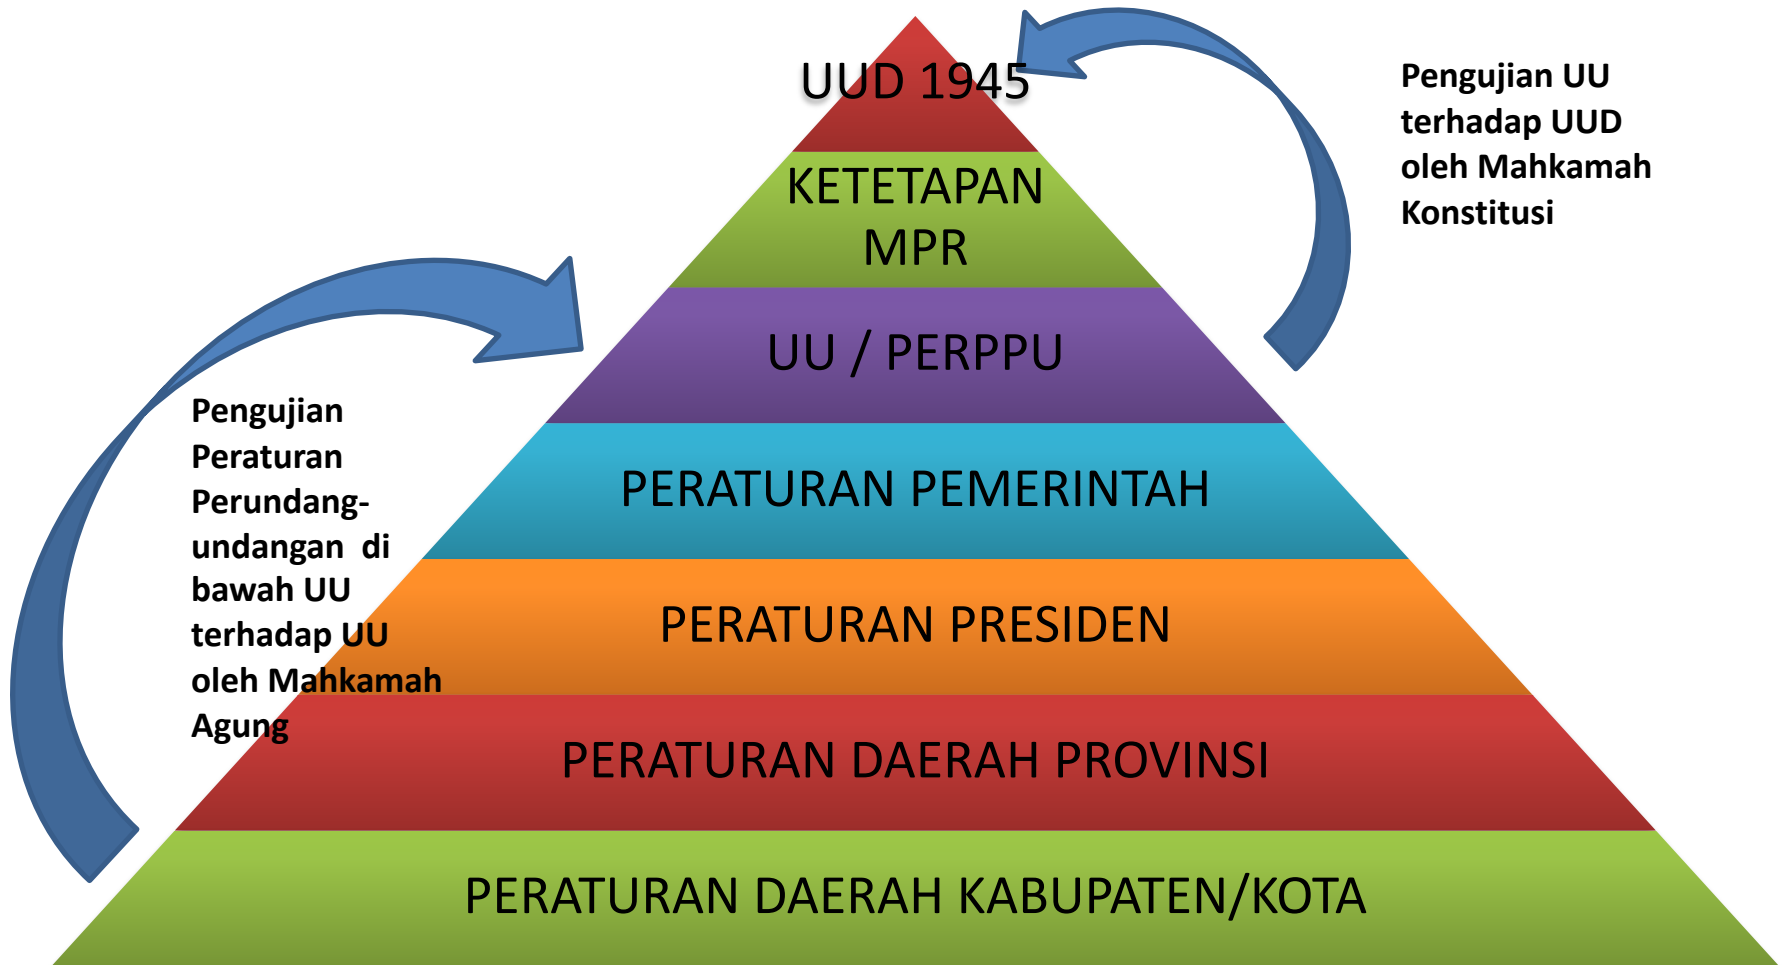 UUD 1945
KETETAPAN
MPR
UU / PERPPU
PERATURAN PEMERINTAH
PERATURAN PRESIDEN
PERATURAN DAERAH PROVINSI
PERATURAN DAERAH KABUPATEN/KOTA
Pengujian UU
terhadap UUD
oleh Mahkamah
Konstitusi
Pengujian
Peraturan
Perundang-
undangan di
bawah UU
terhadap UU
oleh Mahkamah
Agung